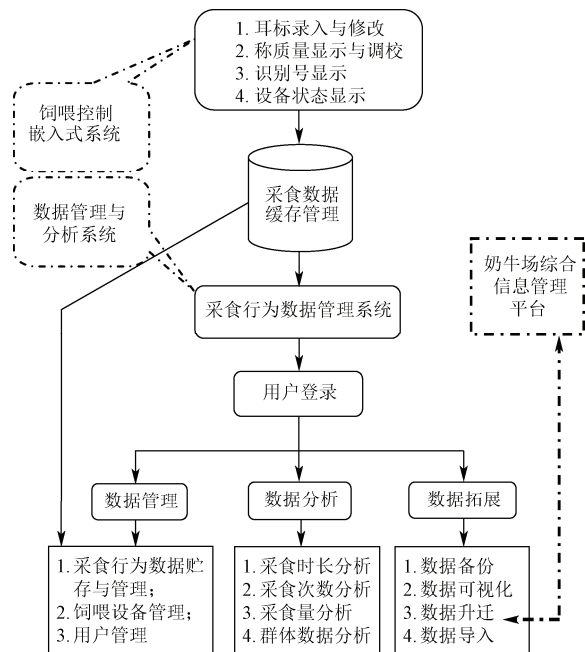 1. 耳标录入与修改
2. 称质量显示与调校
3. 识别号显示
4. 设备状态显示
饲喂控制
嵌入式系统
采食数据
缓存管理
数据管理与
分析系统
奶牛场综合
信息管理
平台
采食行为数据管理系统
用户登录
数据管理
数据分析
数据拓展
1. 采食行为数据贮
存与管理;
2. 饲喂设备管理;
3. 用户管理
1. 采食时长分析
2. 采食次数分析
3. 采食量分析
4. 群体数据分析
1. 数据备份
2. 数据可视化
3. 数据升迁
4. 数据导入